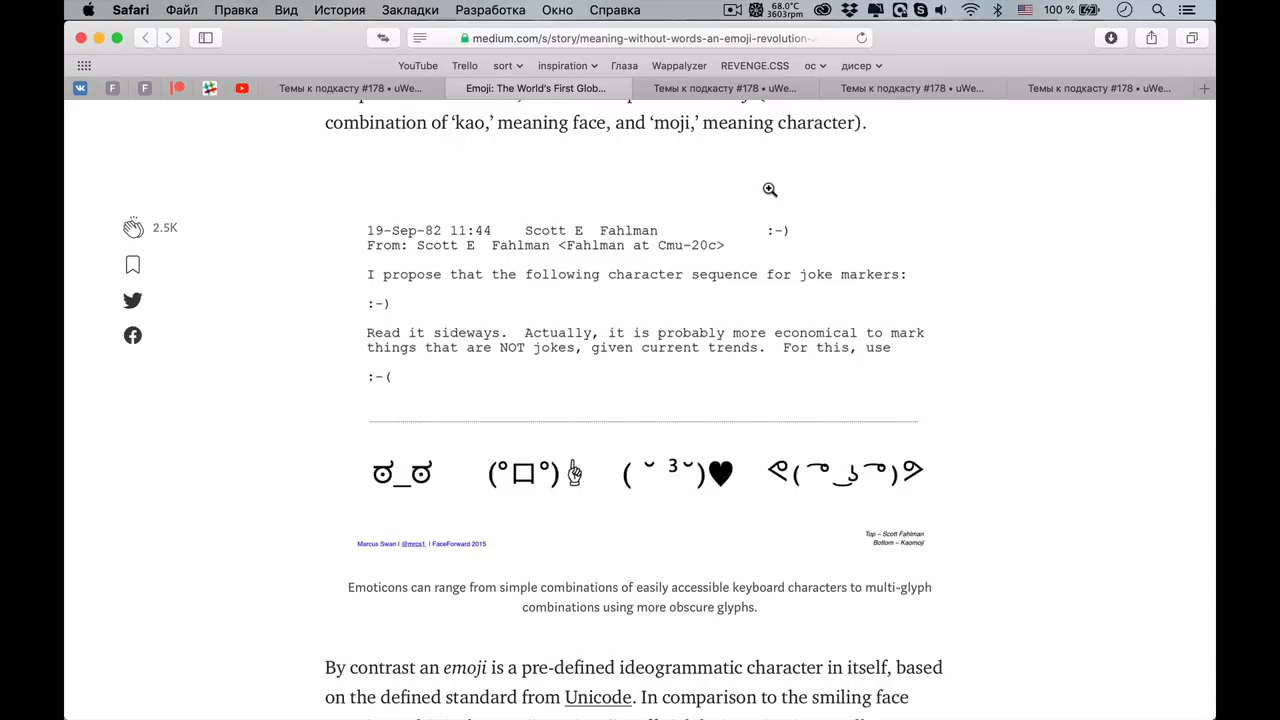 Safari Файл Правка Вид История Закладки Разработка Окно Справка 68.0°C 3603rpm 100 %
medium.com/s/story/meaning-without-words-an-emoji-revolution-
YouTube Trello sort inspiration Глаза Wappalyzer REVENGE.CSS ос дисер
F F Темы к подкасту #178 • uWe... Emoji: The World's First Glob... Темы к подкасту #178 • uWe... Темы к подкасту #178 • uWe... Темы к подкасту #178 • uWe...
combination of ‘kao,’ meaning face, and ‘moji,’ meaning character).
2.5K
19-Sep-82 11:44 Scott E Fahlman :-)
From: Scott E Fahlman <Fahlman at Cmu-20c>
I propose that the following character sequence for joke markers:
:-)
Read it sideways. Actually, it is probably more economical to mark
things that are NOT jokes, given current trends. For this, use
:-(
ಠ_ಠ (°ロ°)☝ ( ˘ ³˘)♥ ᕙ( ͡° ͜ʖ ͡°)ᕗ
Marcus Swan I @mrcs1 I FaceForward 2015
Top – Scott Fahlman
Bottom – Kaomoji
Emoticons can range from simple combinations of easily accessible keyboard characters to multi-glyph
combinations using more obscure glyphs.
By contrast an emoji is a pre-defined ideogrammatic character in itself, based
on the defined standard from Unicode. In comparison to the smiling face